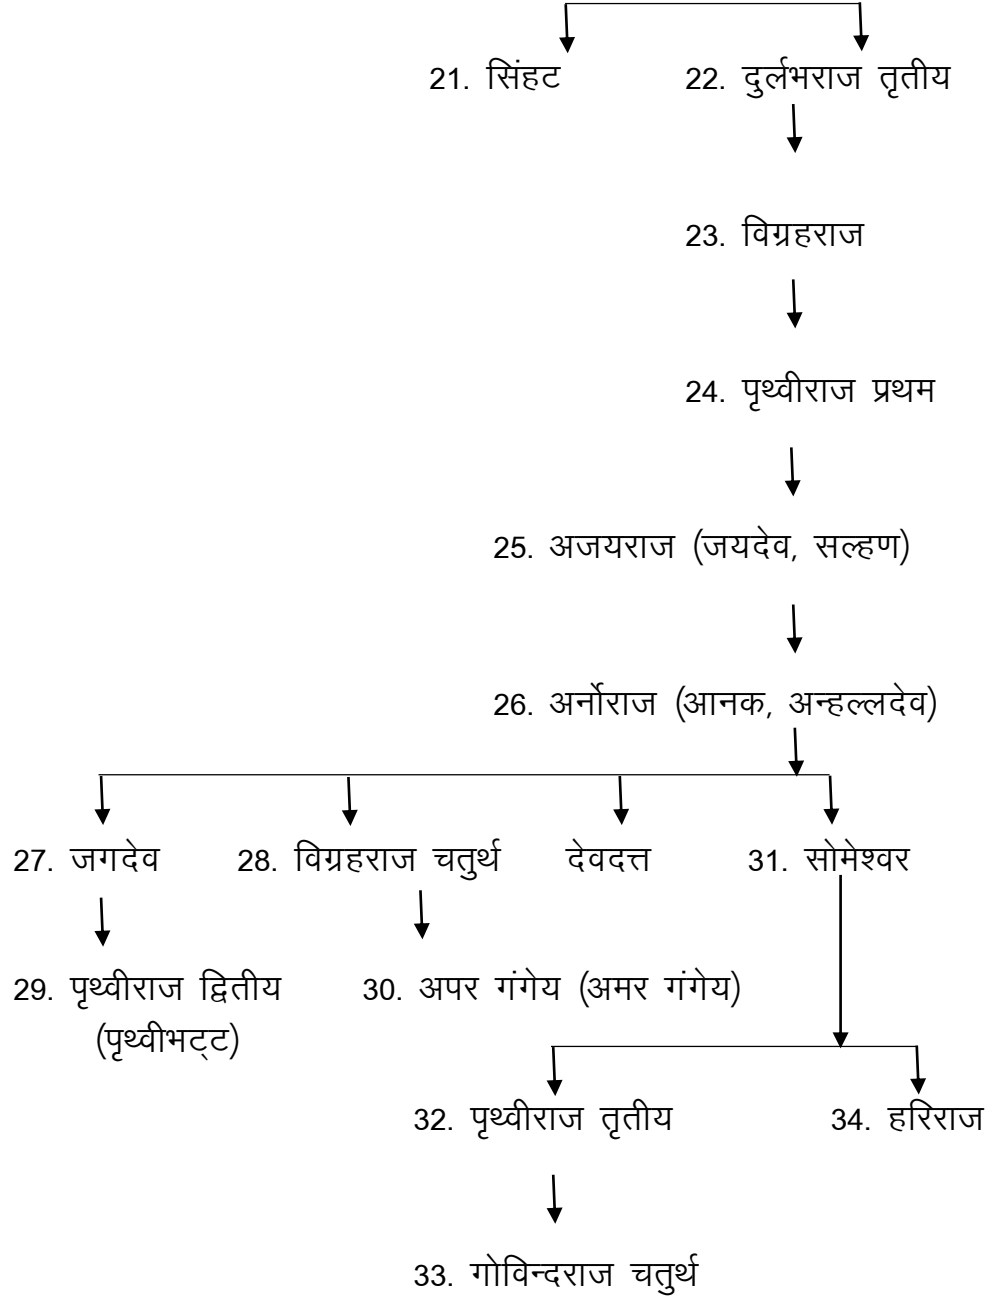 21. सिंहट 22. दुर्लभराज तृतीय
23. विग्रहराज
24. पृथ्वीराज प्रथम
25. अजयराज (जयदेव, सल्हण)
26. अर्नोराज (आनक, अन्हल्लदेव)
27. जगदेव 28. विग्रहराज चतुर्थ देवदत्त 31. सोमेश्वर
29. पृथ्वीराज द्वितीय 30. अपर गंगेय (अमर गंगेय)
(पृथ्वीभट्ट)
32. पृथ्वीराज तृतीय 34. हरिराज
33. गोविन्दराज चतुर्थ